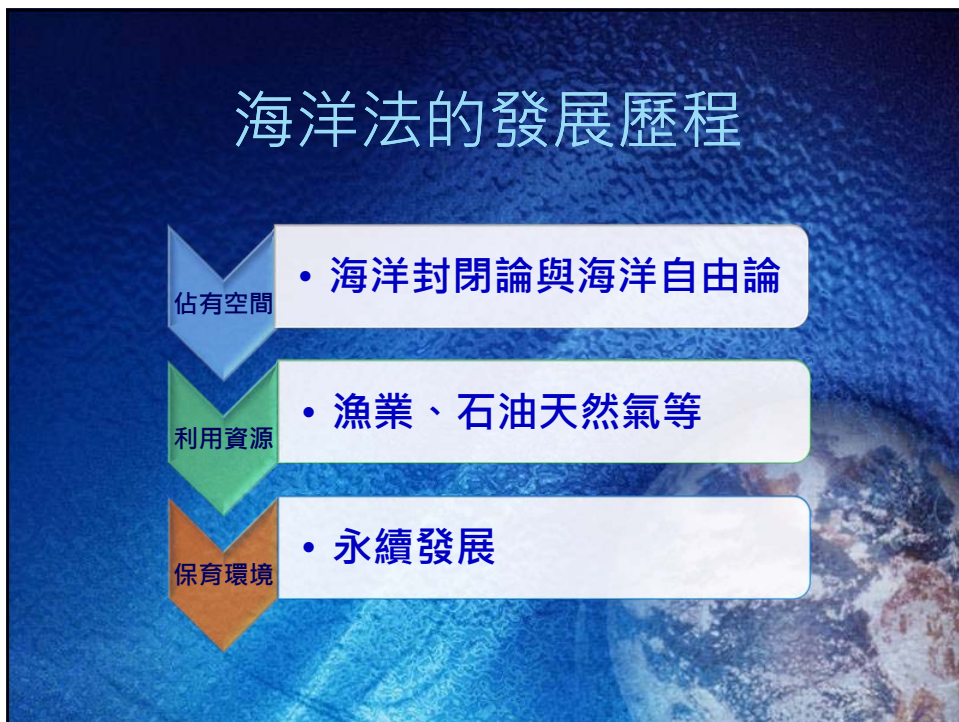 海洋法的發展歷程
佔有空間
• 海洋封閉論與海洋自由論
利用資源
• 漁業、石油天然氣等
保育環境
• 永續發展